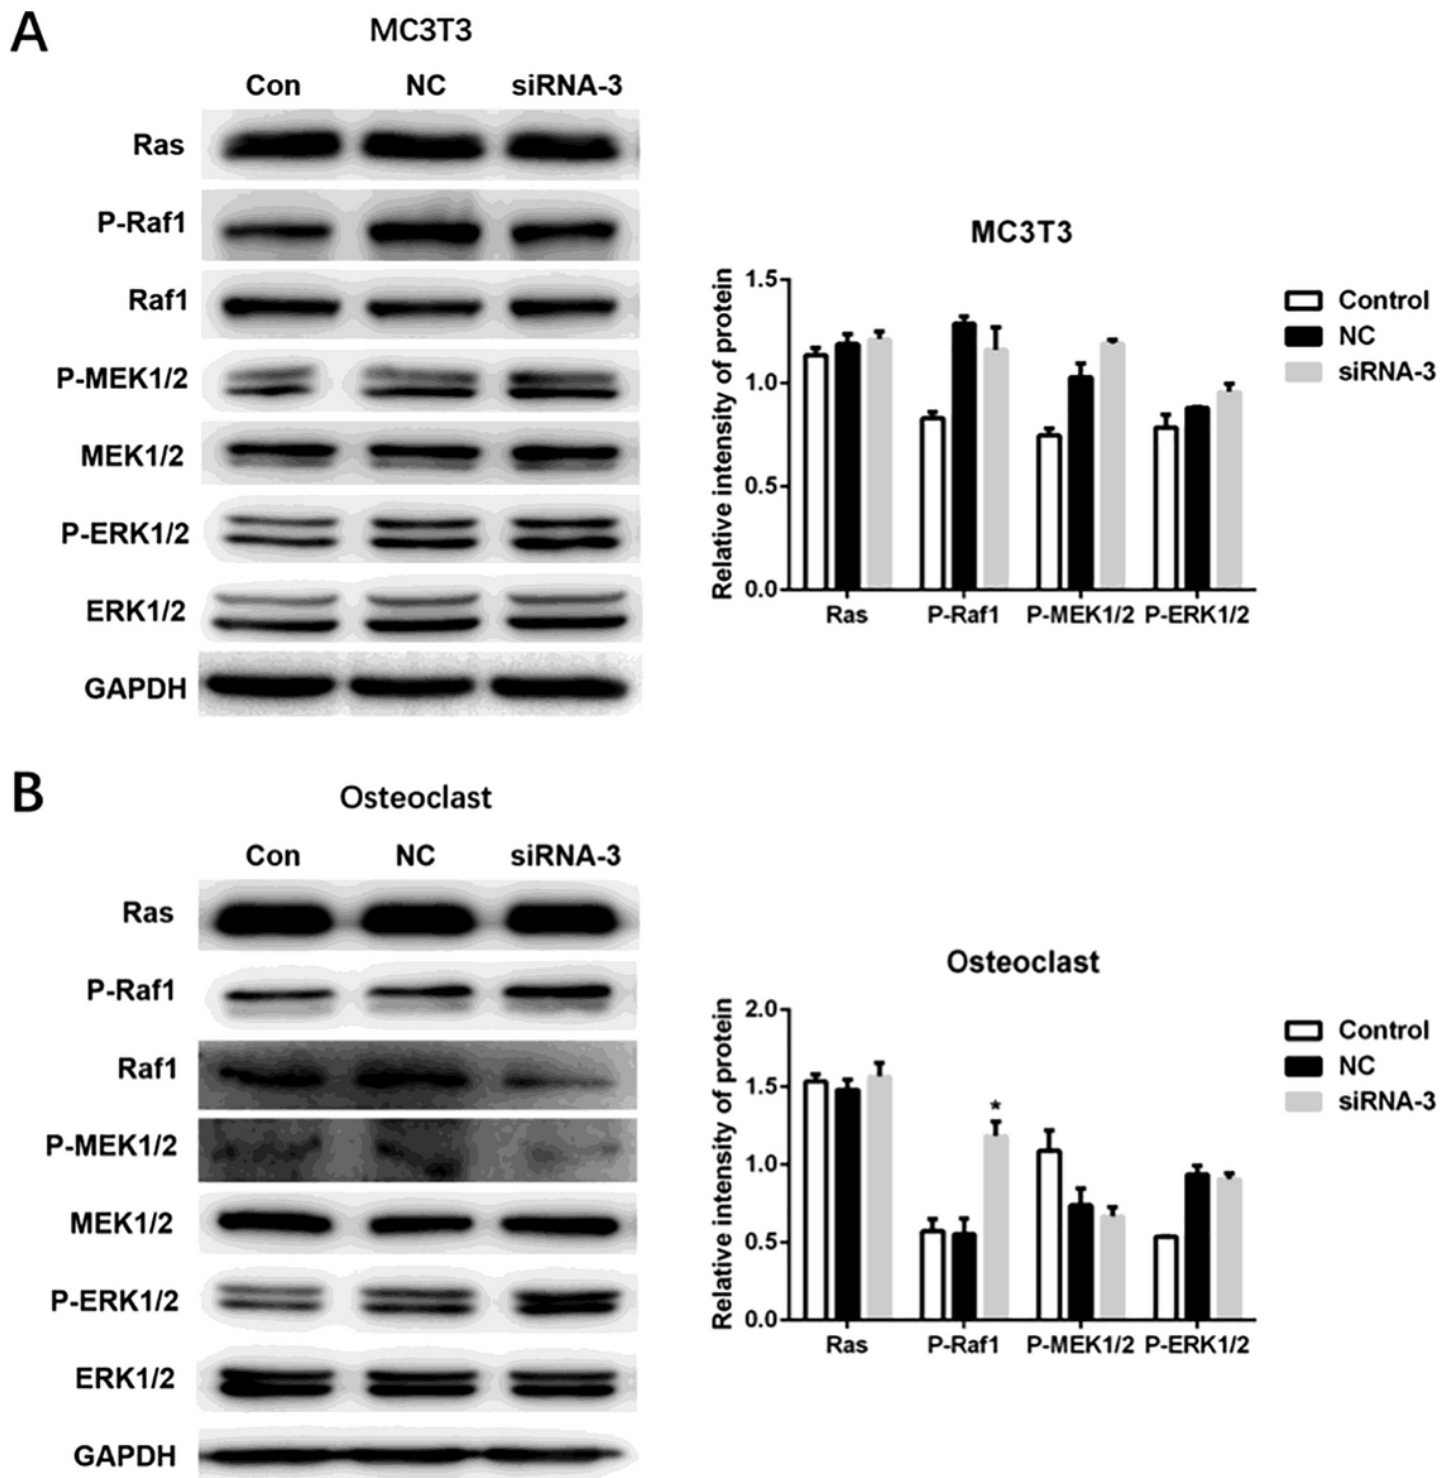 A
MC3T3
Con NC siRNA-3
Ras
P-Raf1
Raf1
P-MEK1/2
MEK1/2
P-ERK1/2
ERK1/2
GAPDH
MC3T3
Relative intensity of protein
1.5
1.0
0.5
0.0
Ras P-Raf1 P-MEK1/2 P-ERK1/2
Control
NC
siRNA-3
B
Osteoclast
Con NC siRNA-3
Ras
P-Raf1
Raf1
P-MEK1/2
MEK1/2
P-ERK1/2
ERK1/2
GAPDH
Osteoclast
Relative intensity of protein
2.0
1.5
1.0
0.5
0.0
*
Ras P-Raf1 P-MEK1/2 P-ERK1/2
Control
NC
siRNA-3